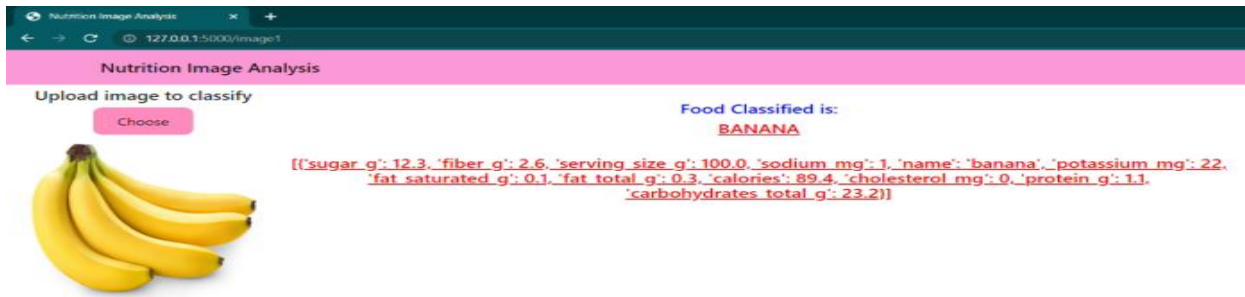 Nutrition Image Analysis
127.0.0.1:5000/image1
Nutrition Image Analysis
Upload image to classify
Choose
Food Classified is:
BANANA
[{'sugar_g': 12.3, 'fiber_g': 2.6, 'serving_size_g': 100.0, 'sodium_mg': 1, 'name': 'banana', 'potassium_mg': 22,
'fat_saturated_g': 0.1, 'fat_total_g': 0.3, 'calories': 89.4, 'cholesterol_mg': 0, 'protein_g': 1.1,
'carbohydrates_total_g': 23.2}]